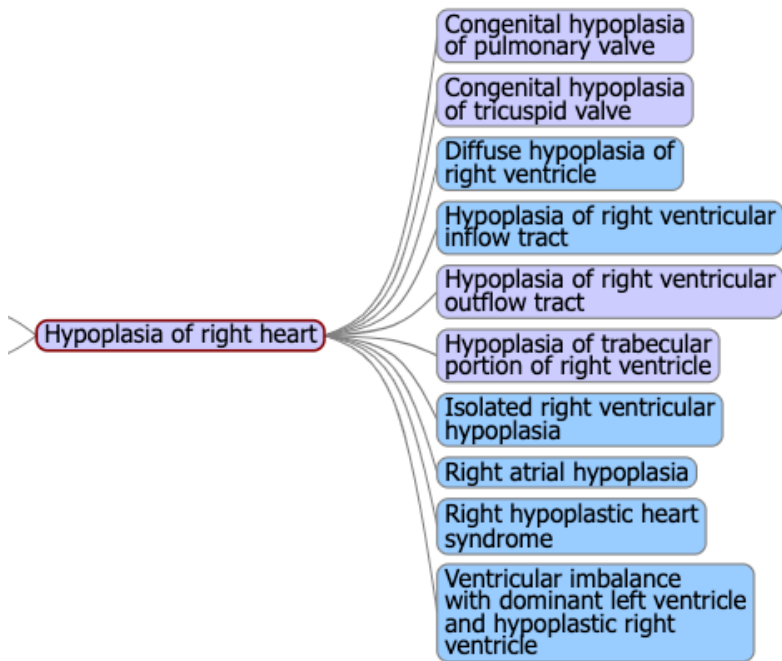 Congenital hypoplasia
of pulmonary valve
Congenital hypoplasia
of tricuspid valve
Diffuse hypoplasia of
right ventricle
Hypoplasia of right ventricular
inflow tract
Hypoplasia of right ventricular
outflow tract
Hypoplasia of right heart
Hypoplasia of trabecular
portion of right ventricle
Isolated right ventricular
hypoplasia
Right atrial hypoplasia
Right hypoplastic heart
syndrome
Ventricular imbalance
with dominant left ventricle
and hypoplastic right
ventricle